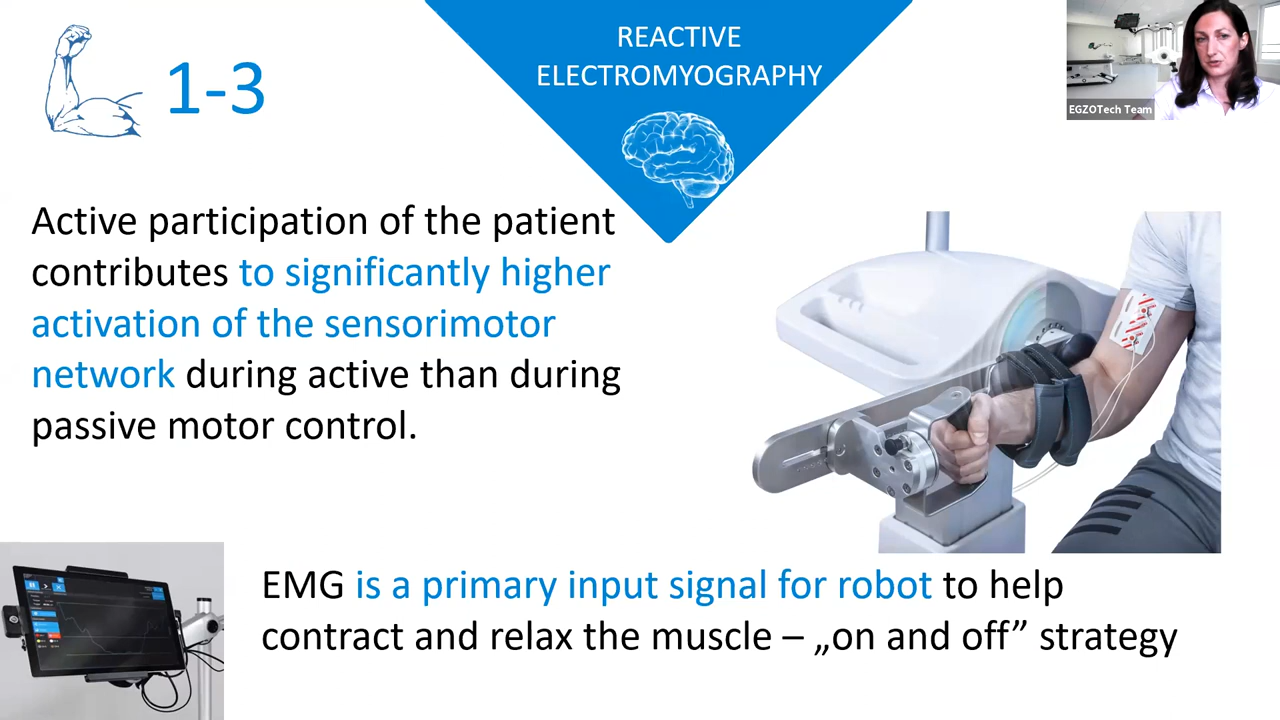 1-3
REACTIVE
ELECTROMYOGRAPHY
EGZOTech Team
Active participation of the patient
contributes to significantly higher
activation of the sensorimotor
network during active than during
passive motor control.
EMG is a primary input signal for robot to help
contract and relax the muscle – „on and off” strategy